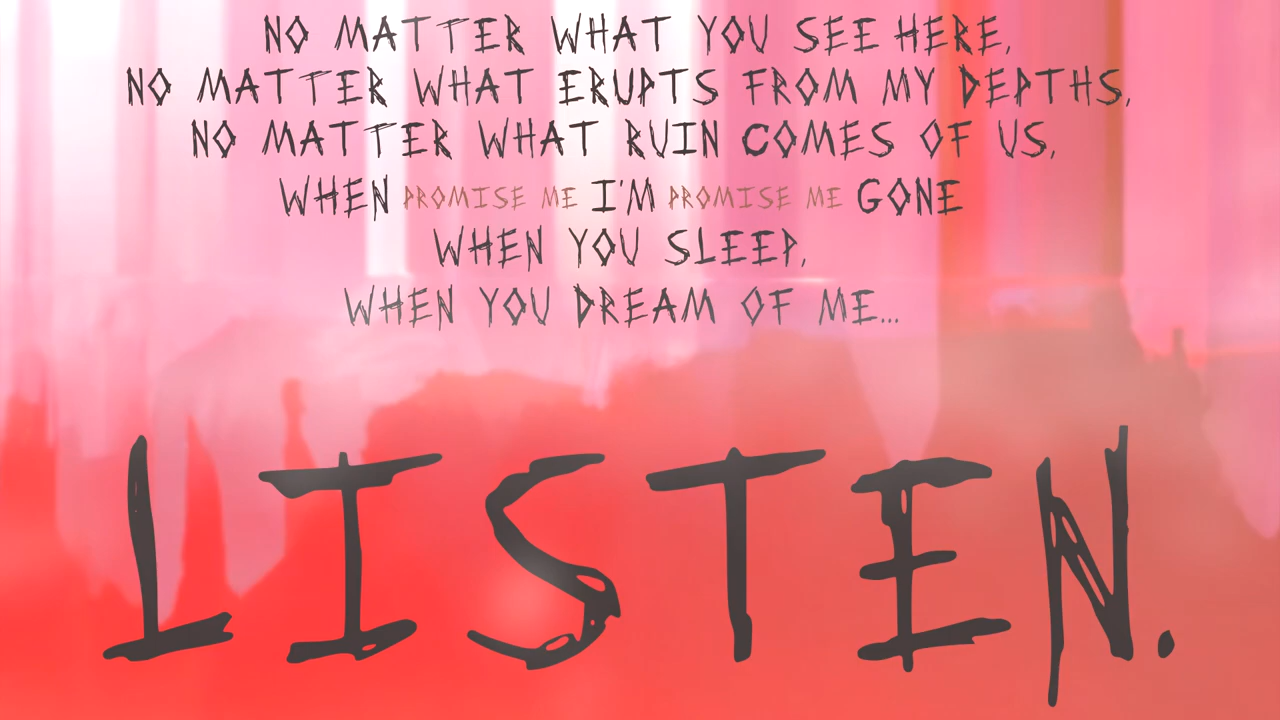 NO MATTER WHAT YOU SEE HERE,
NO MATTER WHAT ERUPTS FROM MY DEPTHS,
NO MATTER WHAT RUIN COMES OF US,
WHEN PROMISE ME I'M PROMISE ME GONE
WHEN YOU SLEEP,
WHEN YOU DREAM OF ME...
LISTEN.